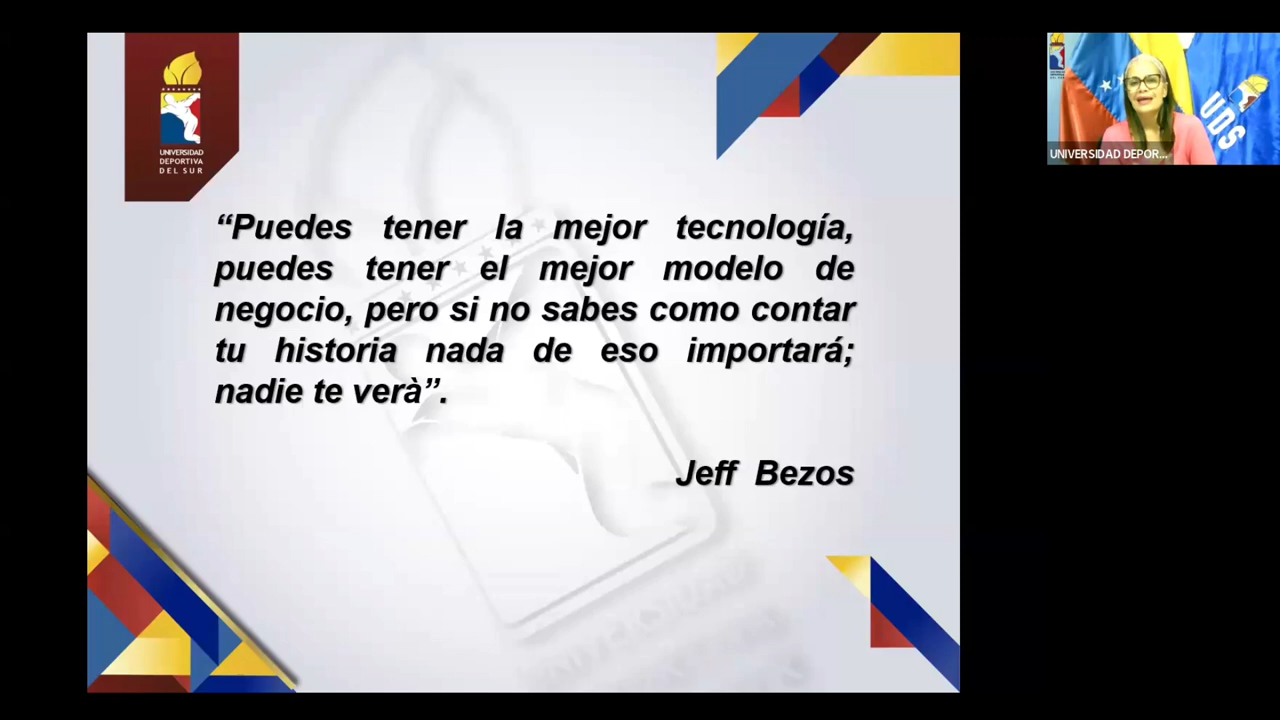 UNIVERSIDAD
DEPORTIVA
DEL SUR
“Puedes tener la mejor tecnología,
puedes tener el mejor modelo de
negocio, pero si no sabes como contar
tu historia nada de eso importará;
nadie te verà”.
Jeff Bezos
UDS
UNIVERSIDAD DEPOR...